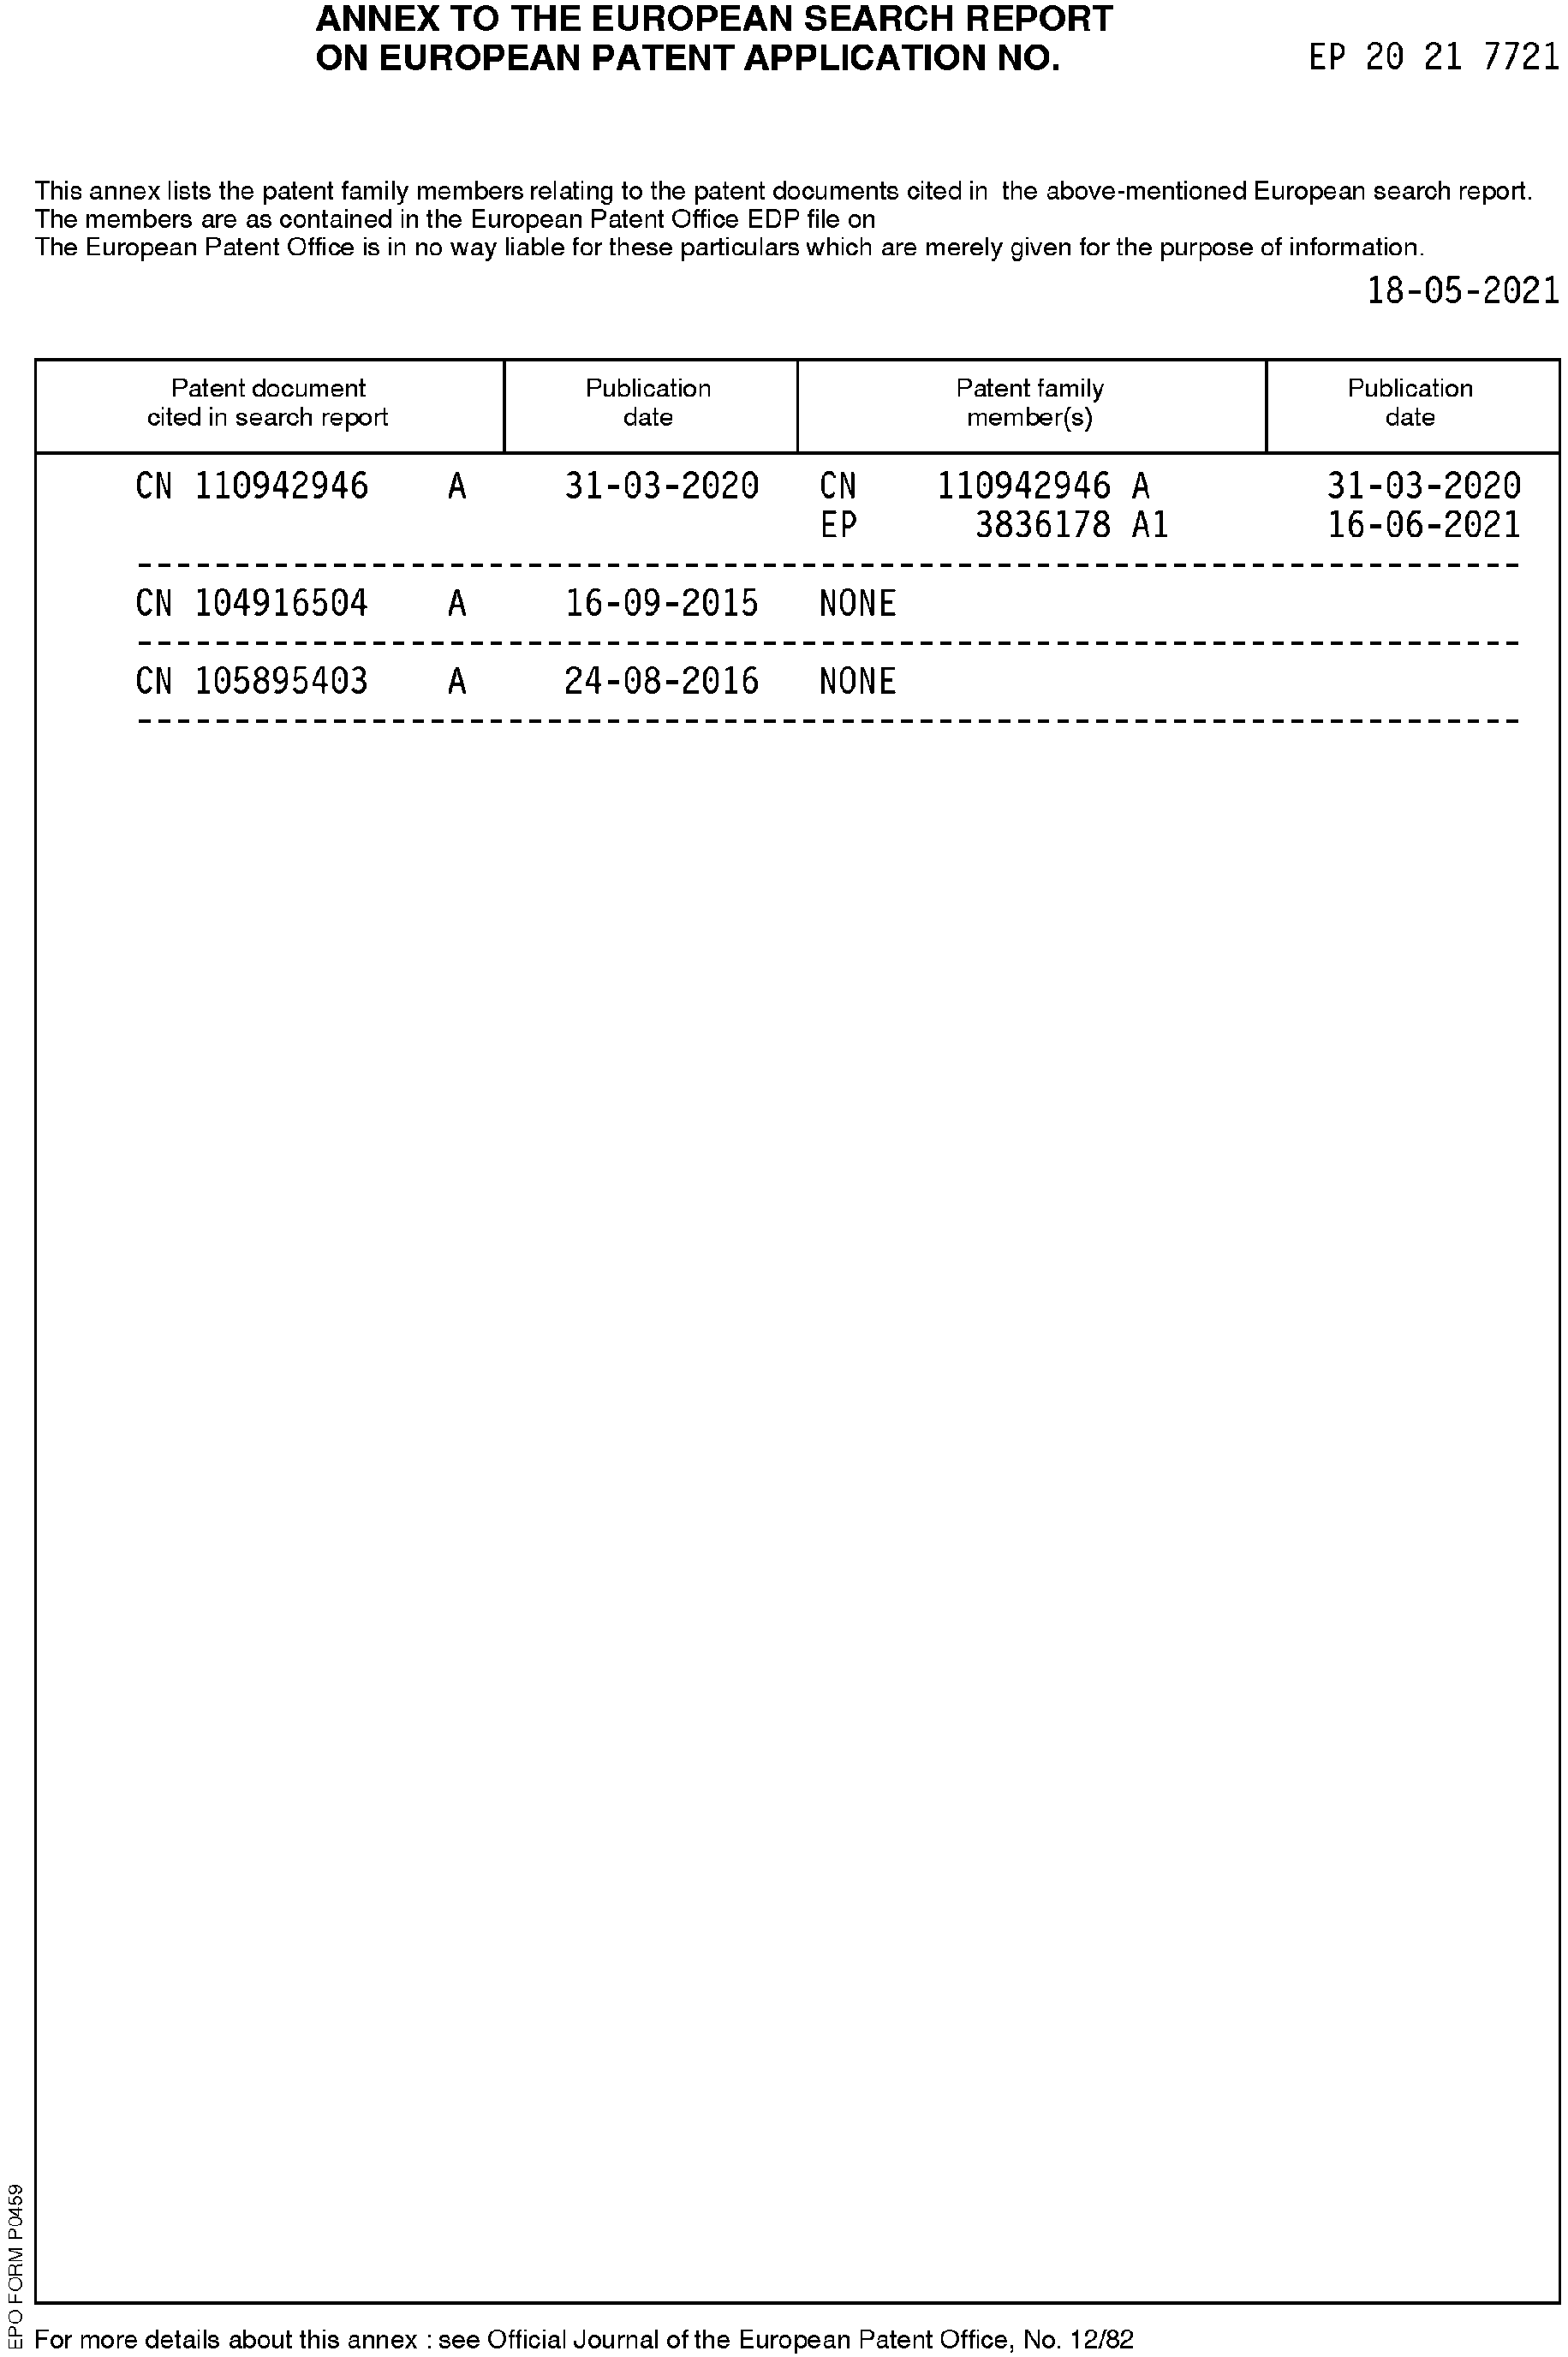 ANNEX TO THE EUROPEAN SEARCH REPORT
ON EUROPEAN PATENT APPLICATION NO. EP 20 21 7721
This annex lists the patent family members relating to the patent documents cited in the above-mentioned European search report.
The members are as contained in the European Patent Office EDP file on
The European Patent Office is in no way liable for these particulars which are merely given for the purpose of information.
18-05-2021
Patent document cited in search report Publication date Patent family member(s) Publication date
CN 110942946 A 31-03-2020 CN 110942946 A 31-03-2020
EP 3836178 A1 16-06-2021
CN 104916504 A 16-09-2015 NONE
CN 105895403 A 24-08-2016 NONE
EPO FORM P0459
For more details about this annex : see Official Journal of the European Patent Office, No. 12/82